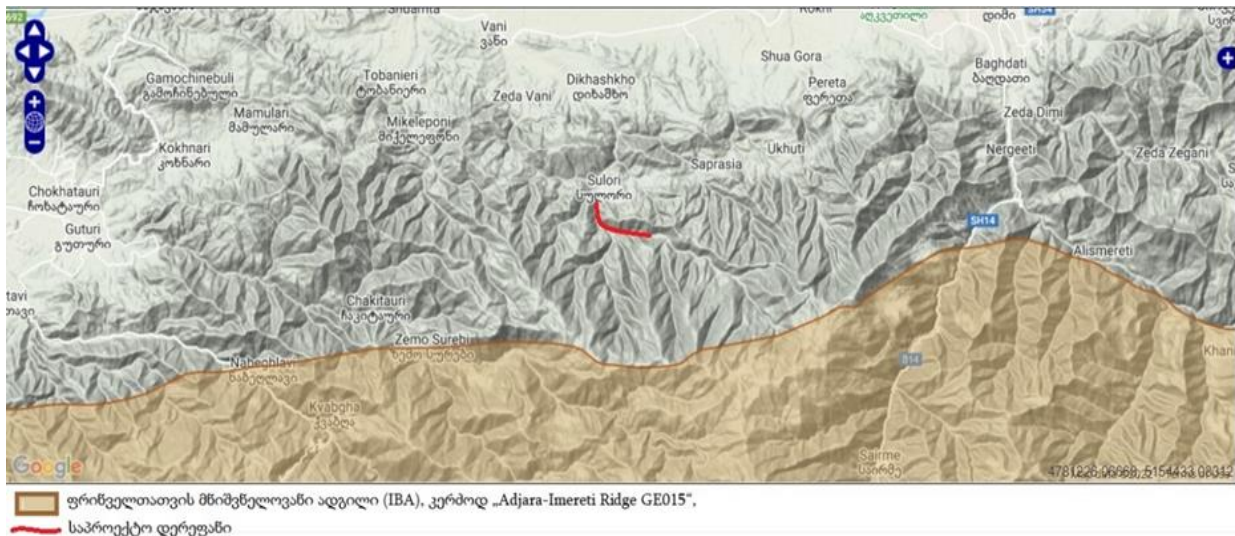 Vani
ვანი
SH14
დიმი
Shua Gora
Baghdati
ბაღდათი
Gamochinebuli
გამოჩინებული
Tobanieri
ტობანიერი
Dikhashkho
დიხაშხო
Pereta
ფერეთა
Zeda Vani
Mamulari
მამულარი
Mikeleponi
მიქელეფონი
Zeda Dimi
Kokhnari
კოხნარი
Ukhuti
Nergeeti
Zeda Zegani
Saprasia
Chokhatauri
ჩოხატაური
Sulori
სულორი
Guturi
გუთური
SH14
Alismereti
Chakitauri
ჩაკიტაური
Zemo Surebi
ზემო სურები
Nabeghlavi
ნაბეღლავი
Kvabgha
ქვაბღა
Khani
Sairme
საირმე
Google
ფრინველთათვის მნიშვნელოვანი ადგილი (IBA), კერძოდ „Adjara-Imereti Ridge GE015“,
საპროექტო დერეფანი